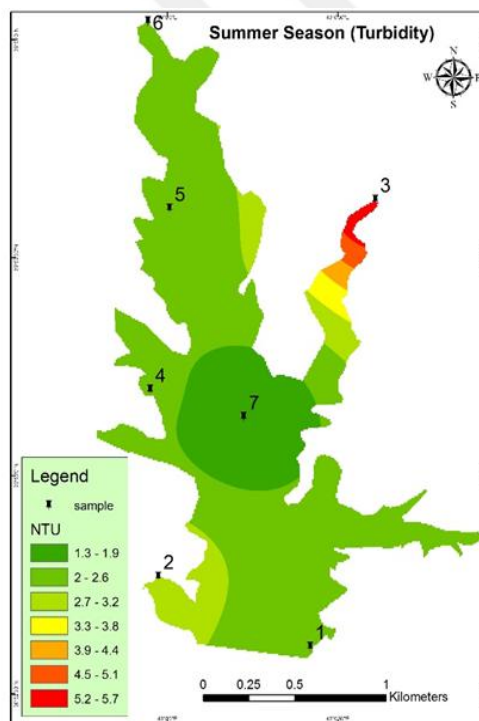 Summer Season (Turbidity)
N
W
E
S
6
3
5
4
7
2
1
Legend
sample
NTU
1.3 - 1.9
2 - 2.6
2.7 - 3.2
3.3 - 3.8
3.9 - 4.4
4.5 - 5.1
5.2 - 5.7
0 0.25 0.5 1
Kilometers